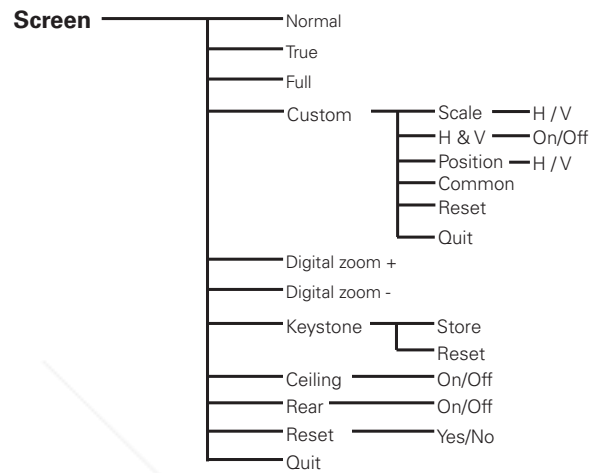 Screen Normal
True
Full
Custom Scale H / V
H & V On/Off
Position H / V
Common
Reset
Quit
Digital zoom +
Digital zoom -
Keystone Store
Reset
Ceiling On/Off
Rear On/Off
Reset Yes/No
Quit